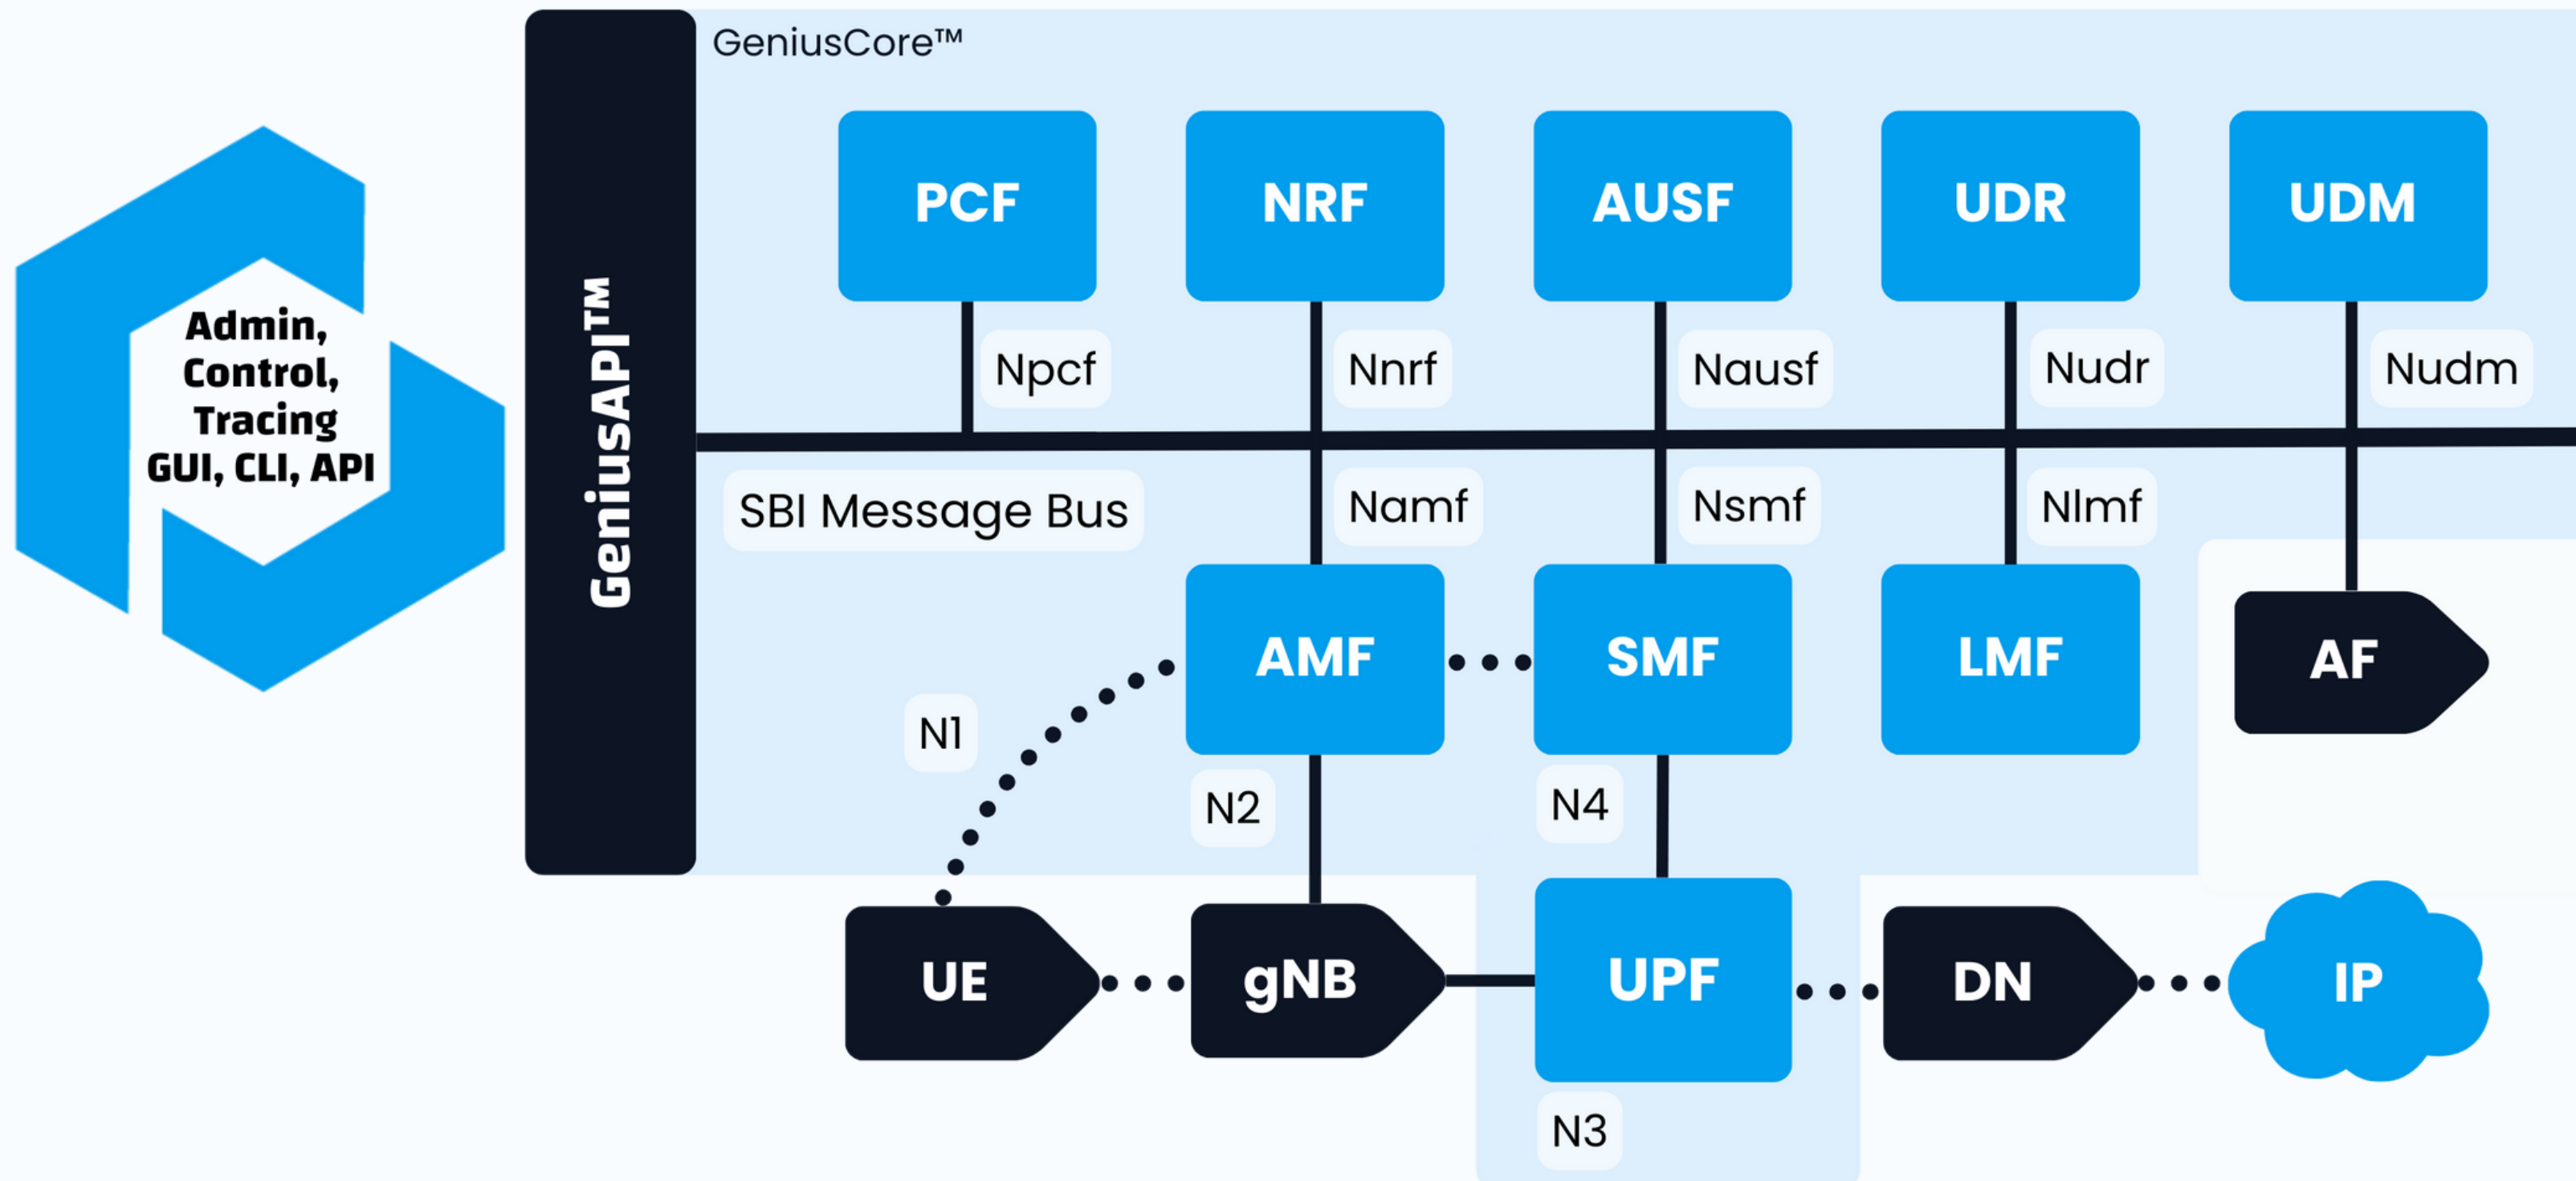 GeniusCore™
Admin,
Control,
Tracing
GUI, CLI, API
GeniusAPI™
PCF
NRF
AUSF
UDR
UDM
Npcf
Nnrf
Nausf
Nudr
Nudm
SBI Message Bus
Namf
Nsmf
Nlmf
AMF
SMF
LMF
AF
N1
N2
N4
UE
gNB
UPF
DN
IP
N3